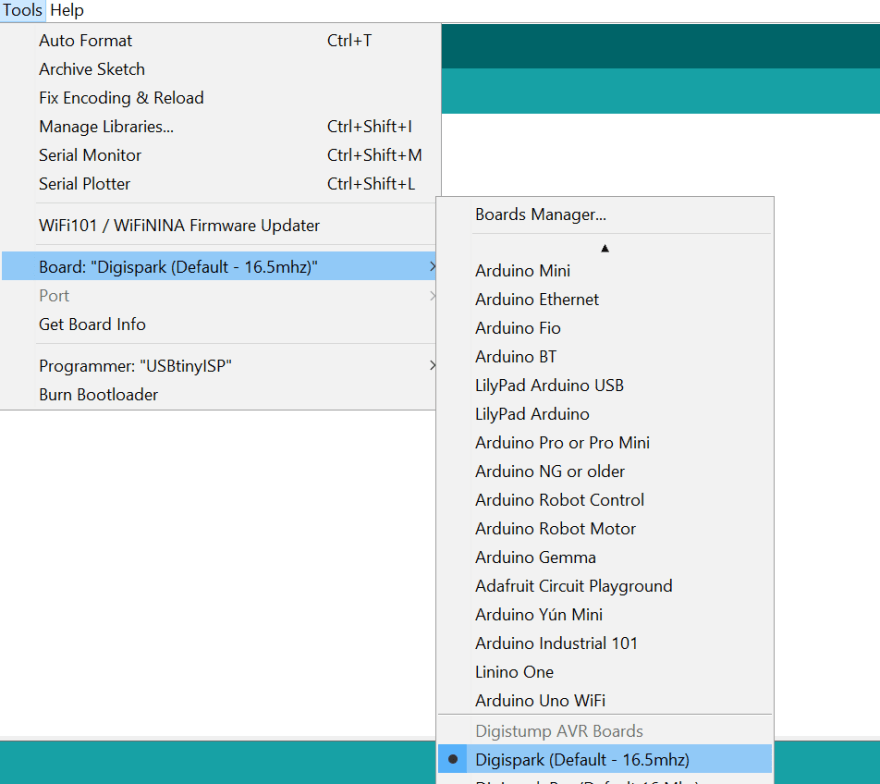 Tools Help
Auto Format Ctrl+T
Archive Sketch
Fix Encoding & Reload
Manage Libraries... Ctrl+Shift+I
Serial Monitor Ctrl+Shift+M
Serial Plotter Ctrl+Shift+L
WiFi101 / WiFiNINA Firmware Updater
Board: "Digispark (Default - 16.5mhz)"
Port
Get Board Info
Programmer: "USBtinyISP"
Burn Bootloader
Boards Manager...
Arduino Mini
Arduino Ethernet
Arduino Fio
Arduino BT
LilyPad Arduino USB
LilyPad Arduino
Arduino Pro or Pro Mini
Arduino NG or older
Arduino Robot Control
Arduino Robot Motor
Arduino Gemma
Adafruit Circuit Playground
Arduino Yún Mini
Arduino Industrial 101
Linino One
Arduino Uno WiFi
Digistump AVR Boards
Digispark (Default - 16.5mhz)